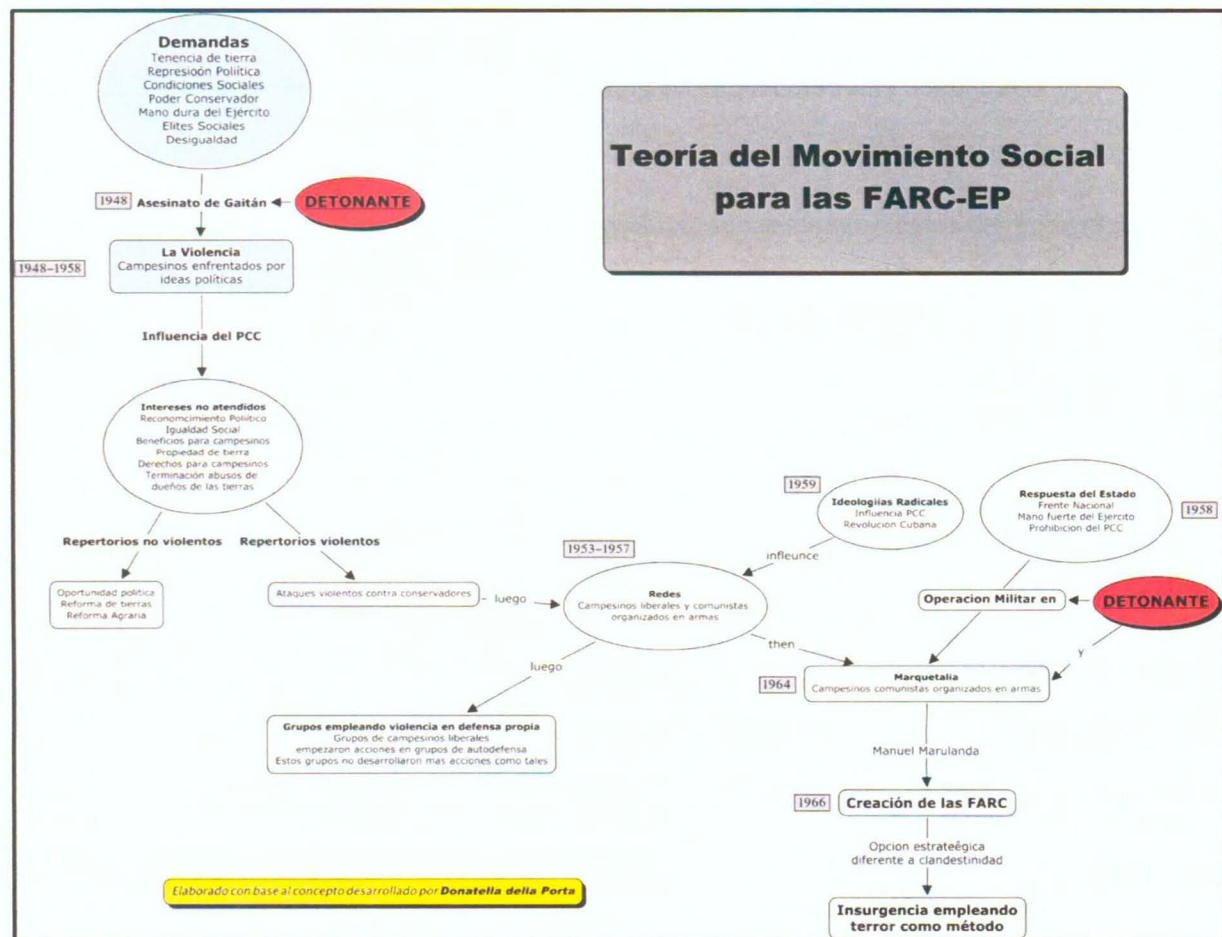 Demandas
Tenencia de tierra
Represioón Poliítica
Condiciones Sociales
Poder Conservador
Mano dura del Ejército
Elites Sociales
Desigualdad
Teoría del Movimiento Social
para las FARC-EP
1948
Asesinato de Gaitán
DETONANTE
La Violencia
Campesinos enfrentados por
ideas políticas
1948-1958
Influencia del PCC
Intereses no atendidos
Reconomcimiento Poliítico
Igualdad Social
Beneficios para campesinos
Propiedad de tierra
Derechos para campesinos
Terminación abusos de
dueños de las tierras
Repertorios no violentos
Repertorios violentos
Oportunidad política
Reforma de tierras
Reforma Agraria
Ataques violentos contra conservadores
luego
1953-1957
Redes
Campesinos liberales y comunistas
organizados en armas
1959
Ideologiías Radicales
Influencia PCC
Revolucion Cubana
infleunce
Respuesta del Estado
Frente Nacional
Mano fuerte del Ejercito
Prohibicion del PCC
1958
Operacion Militar en
DETONANTE
y
then
luego
1964
Marquetalia
Campesinos comunistas organizados en armas
Grupos empleando violencia en defensa propia
Grupos de campesinos liberales
empezaron acciones en grupos de autodefensa
Estos grupos no desarrollaron mas acciones como tales
Manuel Marulanda
1966
Creación de las FARC
Opcion estrateégica
diferente a clandestinidad
Insurgencia empleando
terror como método
Elaborado con base al concepto desarrollado por Donatella della Porta